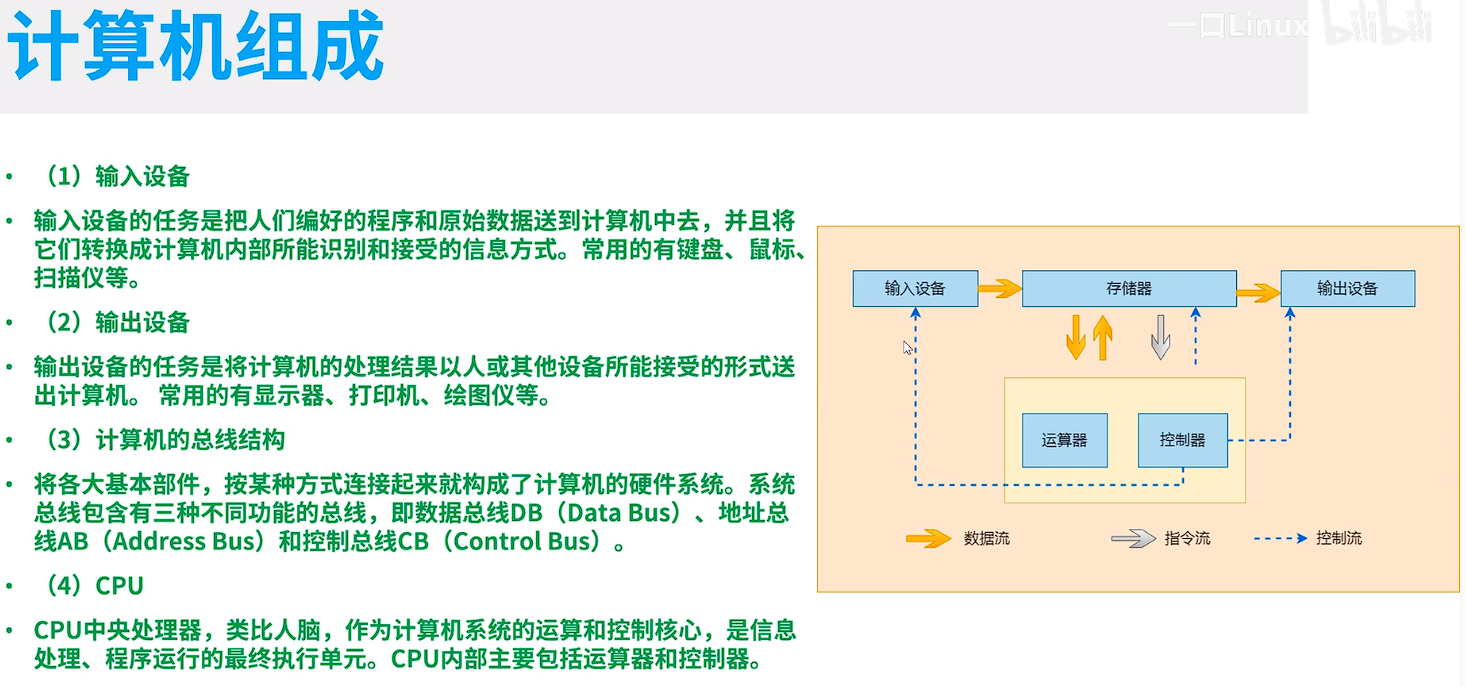 计算机组成
一口Linux
bilibili
（1）输入设备
输入设备的任务是把人们编好的程序和原始数据送到计算机中去，并且将
它们转换成计算机内部所能识别和接受的信息方式。常用的有键盘、鼠标、
扫描仪等。
（2）输出设备
输出设备的任务是将计算机的处理结果以人或其他设备所能接受的形式送
出计算机。 常用的有显示器、打印机、绘图仪等。
（3）计算机的总线结构
将各大基本部件，按某种方式连接起来就构成了计算机的硬件系统。系统
总线包含有三种不同功能的总线，即数据总线DB（Data Bus）、地址总
线AB（Address Bus）和控制总线CB（Control Bus）。
（4）CPU
CPU中央处理器，类比人脑，作为计算机系统的运算和控制核心，是信息
处理、程序运行的最终执行单元。CPU内部主要包括运算器和控制器。
输入设备
存储器
输出设备
运算器
控制器
数据流
指令流
控制流